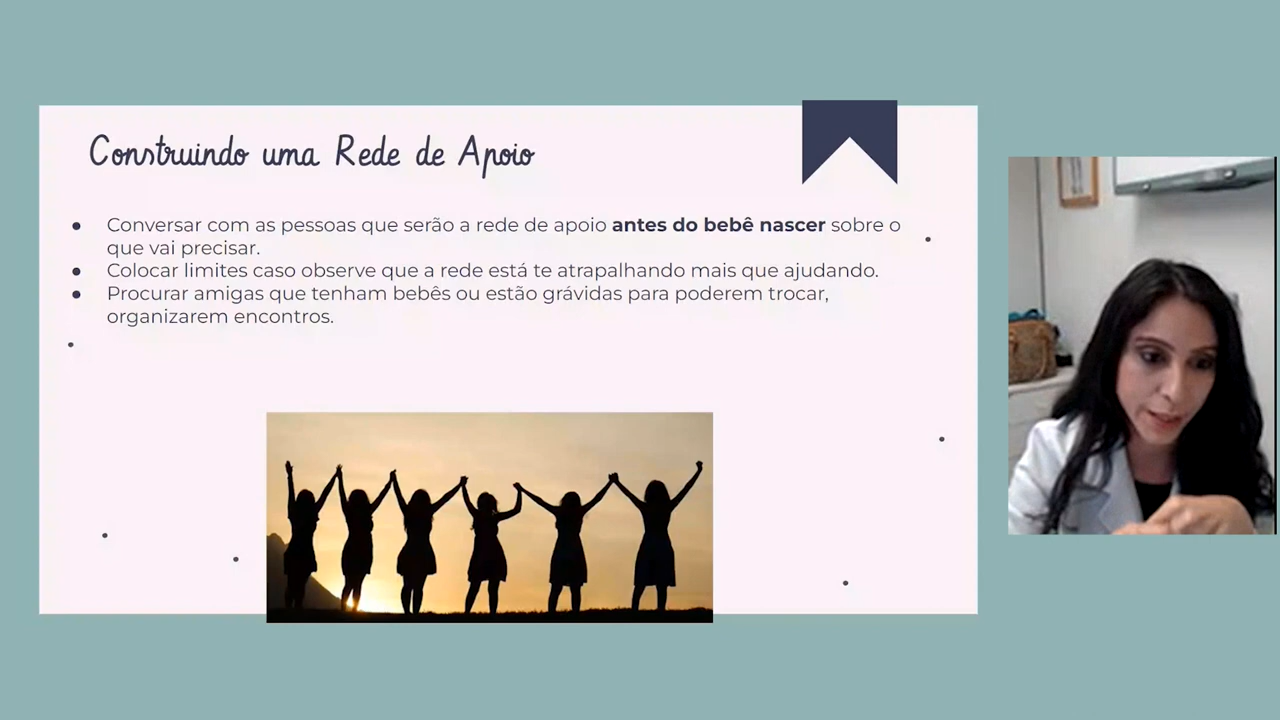 Construindo uma Rede de Apoio
● Conversar com as pessoas que serão a rede de apoio antes do bebê nascer sobre o
que vai precisar.
● Colocar limites caso observe que a rede está te atrapalhando mais que ajudando.
● Procurar amigas que tenham bebês ou estão grávidas para poderem trocar,
organizarem encontros.